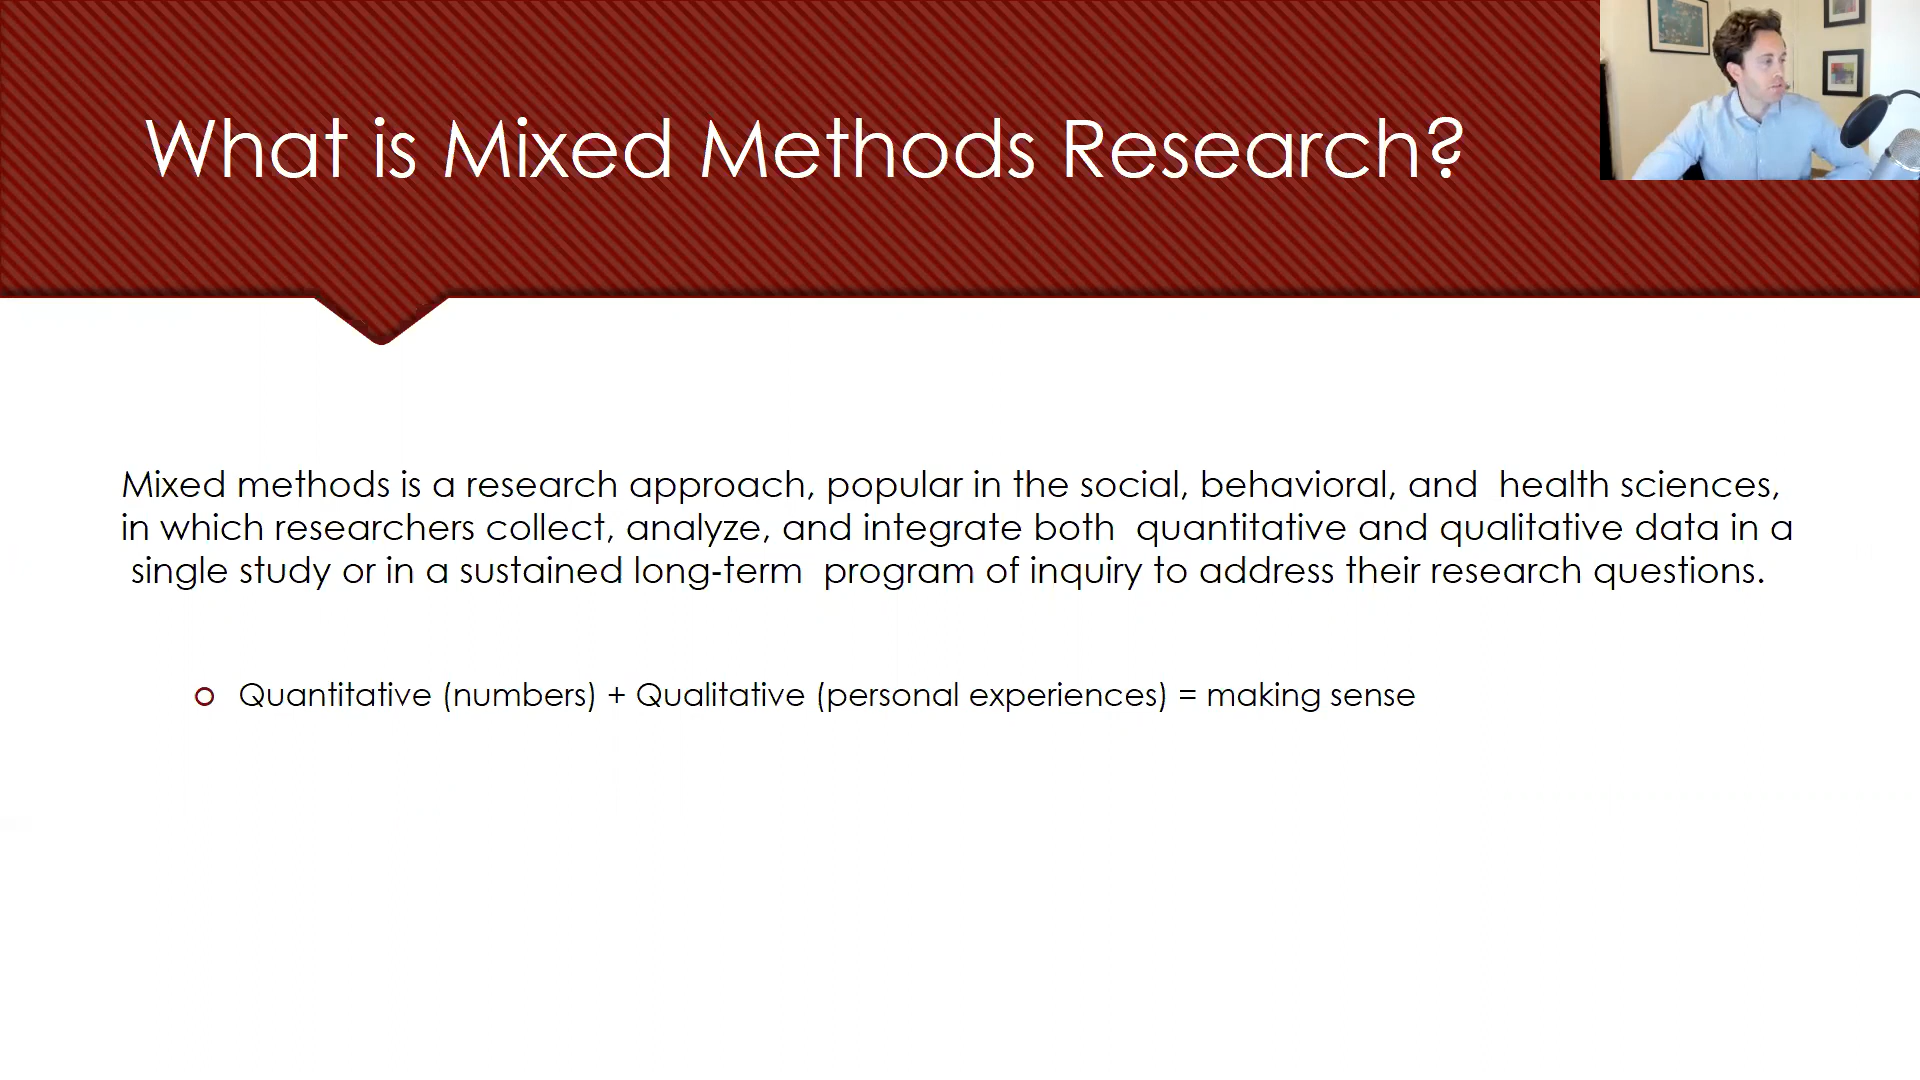 What is Mixed Methods Research?
Mixed methods is a research approach, popular in the social, behavioral, and health sciences,
in which researchers collect, analyze, and integrate both quantitative and qualitative data in a
single study or in a sustained long-term program of inquiry to address their research questions.
Quantitative (numbers) + Qualitative (personal experiences) = making sense